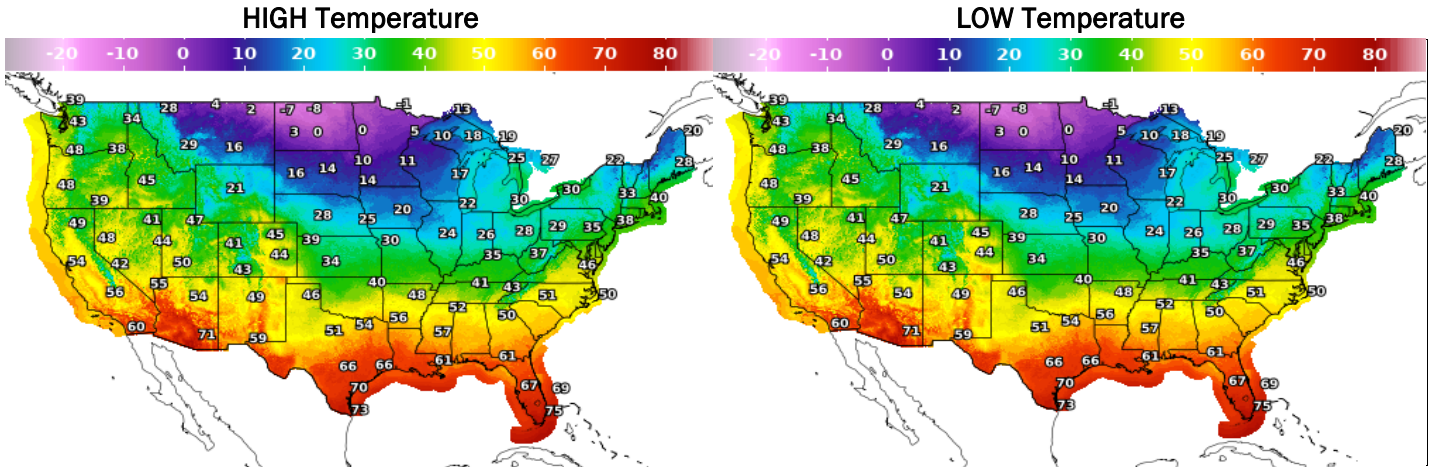 HIGH Temperature LOW Temperature
-20 -10 0 10 20 30 40 50 60 70 80 -20 -10 0 10 20 30 40 50 60 70 80
39 28 4 2 -7 -8 -1 13 39 28 4 2 -7 -8 -1 13
43 34 3 0 0 5 10 18 19 20 43 34 3 0 0 5 10 18 19 20
48 38 29 16 10 11 25 27 22 28 48 38 29 16 10 11 25 27 22 28
48 45 21 16 14 14 17 30 33 40 48 45 21 16 14 14 17 30 33 40
39 20 22 30 39 20 22 30
49 48 41 47 28 25 24 26 28 29 35 38 49 48 41 47 28 25 24 26 28 29 35 38
44 41 45 39 30 44 41 45 39 30
54 42 50 43 44 34 35 37 46 54 42 50 43 44 34 35 37 46
56 55 54 49 46 40 48 41 43 51 50 56 55 54 49 46 40 48 41 43 51 50
60 71 59 51 54 56 52 57 50 60 71 59 51 54 56 52 57 50
66 66 61 61 66 66 61 61
70 67 69 70 67 69
73 75 73 75